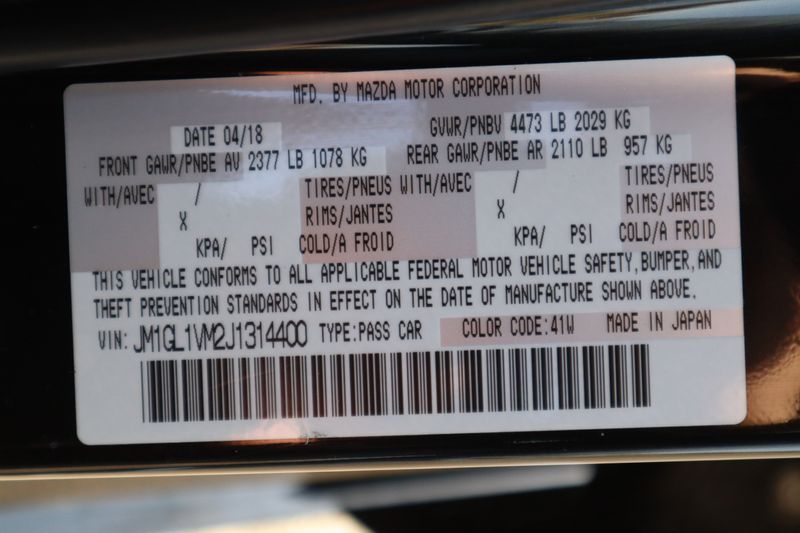 MFD. BY MAZDA MOTOR CORPORATION
DATE 04/18 GVWR/PNBV 4473 LB 2029 KG
FRONT GAWR/PNBE AV 2377 LB 1078 KG REAR GAWR/PNBE AR 2110 LB 957 KG
WITH/AVEC / TIRES/PNEUS WITH/AVEC / TIRES/PNEUS
X RIMS/JANTES X RIMS/JANTES
KPA/ PSI COLD/A FROID KPA/ PSI COLD/A FROID
THIS VEHICLE CONFORMS TO ALL APPLICABLE FEDERAL MOTOR VEHICLE SAFETY,BUMPER,AND
THEFT PREVENTION STANDARDS IN EFFECT ON THE DATE OF MANUFACTURE SHOWN ABOVE.
VIN: JM1GL1VM2J1314400 TYPE:PASS CAR COLOR CODE:41W MADE IN JAPAN